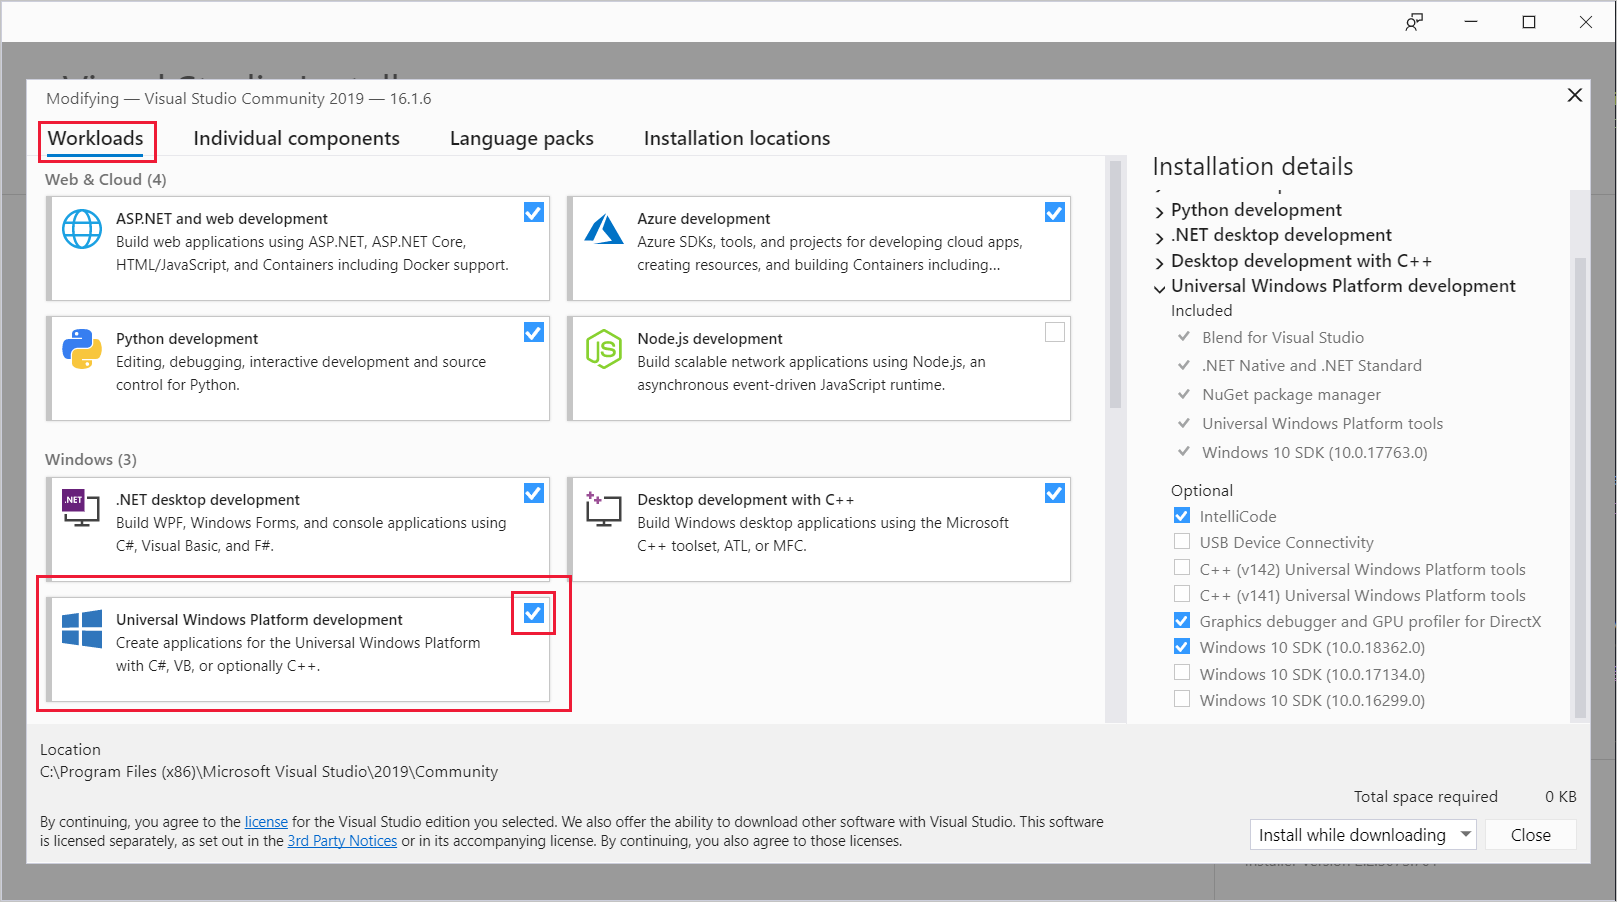 Modifying — Visual Studio Community 2019 — 16.1.6
Workloads
Individual components
Language packs
Installation locations
Web & Cloud (4)
ASP.NET and web development
Build web applications using ASP.NET, ASP.NET Core,
HTML/JavaScript, and Containers including Docker support.
Azure development
Azure SDKs, tools, and projects for developing cloud apps,
creating resources, and building Containers including...
Python development
Editing, debugging, interactive development and source
control for Python.
JS
Node.js development
Build scalable network applications using Node.js, an
asynchronous event-driven JavaScript runtime.
Windows (3)
.NET
.NET desktop development
Build WPF, Windows Forms, and console applications using
C#, Visual Basic, and F#.
Desktop development with C++
Build Windows desktop applications using the Microsoft
C++ toolset, ATL, or MFC.
Universal Windows Platform development
Create applications for the Universal Windows Platform
with C#, VB, or optionally C++.
Installation details
Python development
.NET desktop development
Desktop development with C++
Universal Windows Platform development
Included
Blend for Visual Studio
.NET Native and .NET Standard
NuGet package manager
Universal Windows Platform tools
Windows 10 SDK (10.0.17763.0)
Optional
IntelliCode
USB Device Connectivity
C++ (v142) Universal Windows Platform tools
C++ (v141) Universal Windows Platform tools
Graphics debugger and GPU profiler for DirectX
Windows 10 SDK (10.0.18362.0)
Windows 10 SDK (10.0.17134.0)
Windows 10 SDK (10.0.16299.0)
Location
C:\Program Files (x86)\Microsoft Visual Studio\2019\Community
Total space required 0 KB
By continuing, you agree to the license for the Visual Studio edition you selected. We also offer the ability to download other software with Visual Studio. This software
is licensed separately, as set out in the 3rd Party Notices or in its accompanying license. By continuing, you also agree to those licenses.
Install while downloading
Close